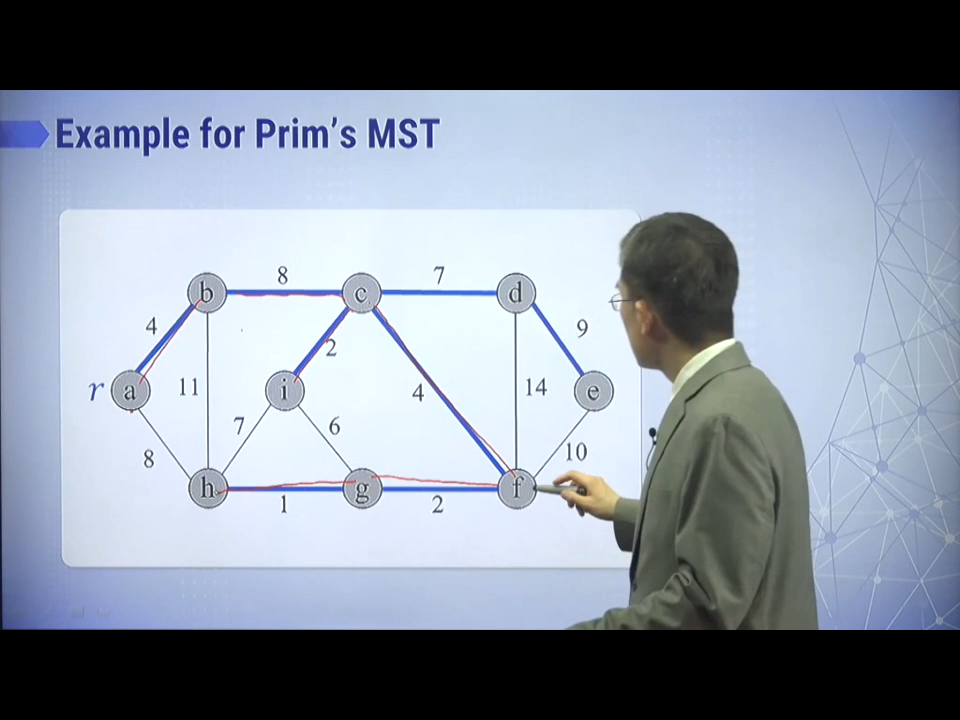 Example for Prim's MST
8 7
b c d
4 2 9
r a 11 i 4 14 e
7 6
8 10
h g f
1 2